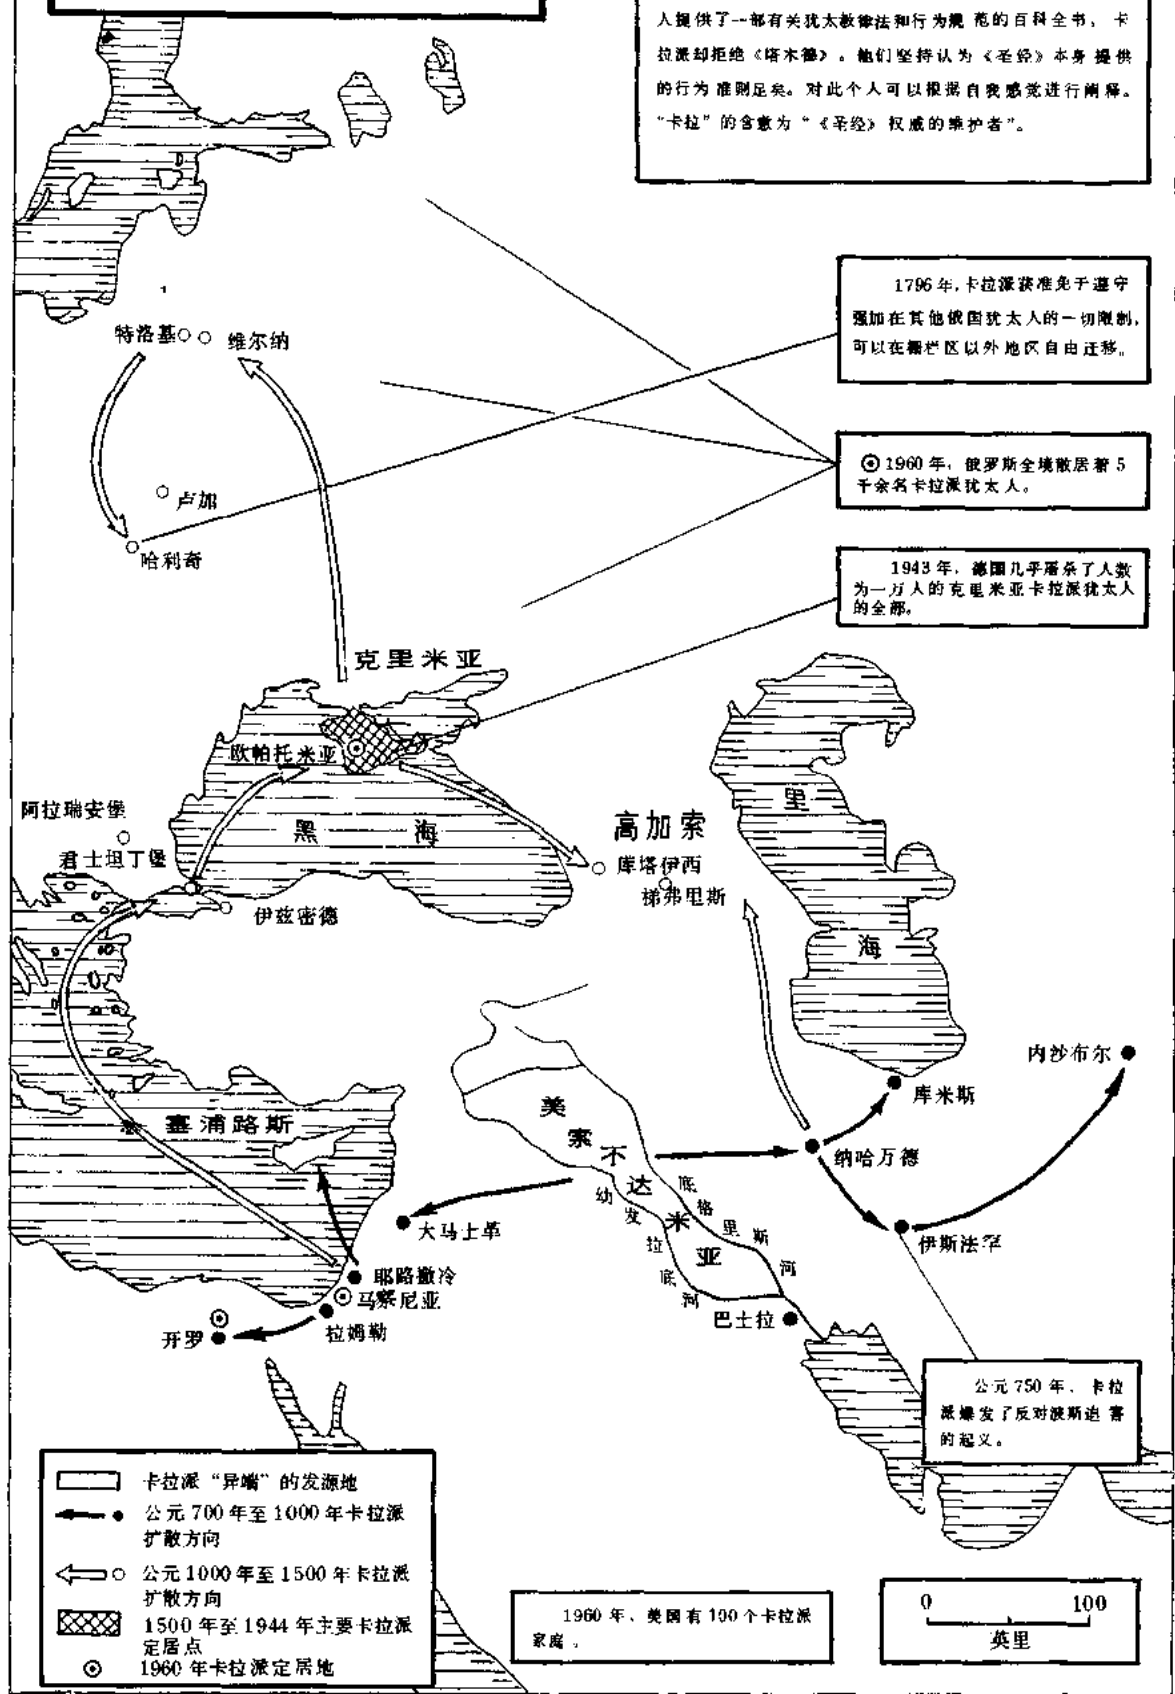 人提供了一部有关犹太教律法和行为规范的百科全书，卡
拉派却拒绝《塔木德》。他们坚持认为《圣经》本身提供
的行为准则足矣。对此个人可以根据自我感觉进行阐释。
“卡拉”的含意为“《圣经》权威的维护者”。
1796年，卡拉派获准免于遵守
强加在其他俄国犹太人的一切限制，
可以在栅栏区以外地区自由迁移。
特洛基
维尔纳
1960年，俄罗斯全境散居着5
千余名卡拉派犹太人。
卢加
哈利奇
1943年，德国几乎屠杀了人数
为一万人的克里米亚卡拉派犹太人
的全部。
克里米亚
欧帕托米亚
里
阿拉瑞安堡
黑 海
高加索
君士坦丁堡
库塔伊西
梯弗里斯
伊兹密德
海
内沙布尔
库米斯
美索不达米亚
塞浦路斯
纳哈万德
底格里斯河
幼发拉底河
大马士革
伊斯法罕
耶路撒冷
马察尼亚
拉姆勒
开罗
巴士拉
公元750年，卡拉
派爆发了反对波斯迫害
的起义。
卡拉派“异端”的发源地
公元700年至1000年卡拉派
扩散方向
公元1000年至1500年卡拉派
扩散方向
1500年至1944年主要卡拉派
定居点
1960年卡拉派定居地
1960年，美国有100个卡拉派
家庭。
0 100
英里